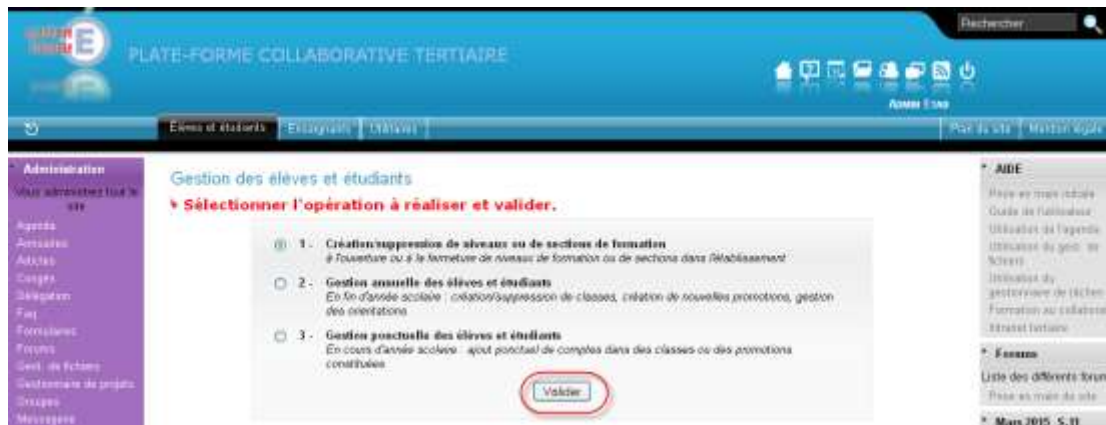 Rechercher
PLATE-FORME COLLABORATIVE TERTIAIRE
ADMIN ETAB
Élèves et étudiants
Enseignants
Utilitaires
Plan du site
Mention légale
Administration
Vous administrez tout le
site
Agenda
Annuaires
Articles
Congés
Délégation
Faq
Formulaires
Forums
Gest. de fichiers
Gestionnaire de projets
Groupes
Messagerie
Gestion des élèves et étudiants
Sélectionner l'opération à réaliser et valider.
1 - Création/suppression de niveaux ou de sections de formation
à l'ouverture ou à la fermeture de niveaux de formation ou de sections dans l'établissement
2 - Gestion annuelle des élèves et étudiants
En fin d'année scolaire : création/suppression de classes, création de nouvelles promotions, gestion
des orientations
3 - Gestion ponctuelle des élèves et étudiants
En cours d'année scolaire : ajout ponctuel de comptes dans des classes ou des promotions
constituées
Valider
AIDE
Prise en main initiale
Guide de l'utilisateur
Utilisation de l'agenda
Utilisation du gest. de
fichiers
Utilisation du
gestionnaire de tâches
Formation au collaboratif
Intranet tertiaire
Forums
Liste des différents forum
Prise en main du site
Mars 2015 S.11